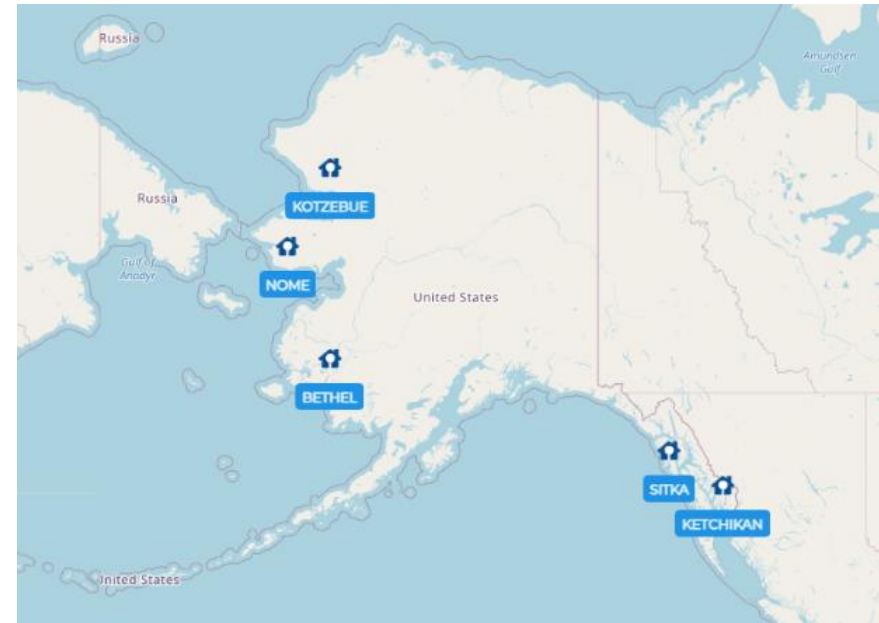 Russia
Amundsen
Gulf
Russia
KOTZEBUE
Gulf of
Anadyr
NOME
United States
BETHEL
SITKA
KETCHIKAN
United States